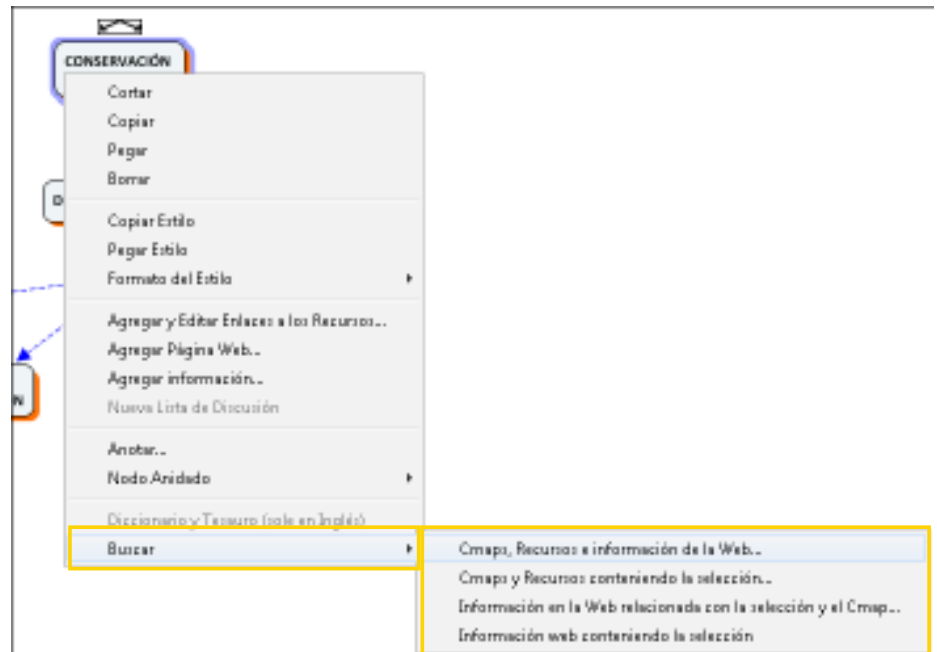 CONSERVACIÓN
Cortar
Copiar
Pegar
Borrar
D
Copiar Estilo
Pegar Estilo
Formato del Estilo
Agregar y Editar Enlaces a los Recursos...
Agregar Página Web...
Agregar información...
N
Nueva Lista de Discusión
Anotar...
Nodo Anidado
Diccionario y Tesauro (solo en Inglés)
Buscar
Cmaps, Recursos e información de la Web...
Cmaps y Recursos conteniendo la selección...
Información en la Web relacionada con la selección y el Cmap...
Información web conteniendo la selección